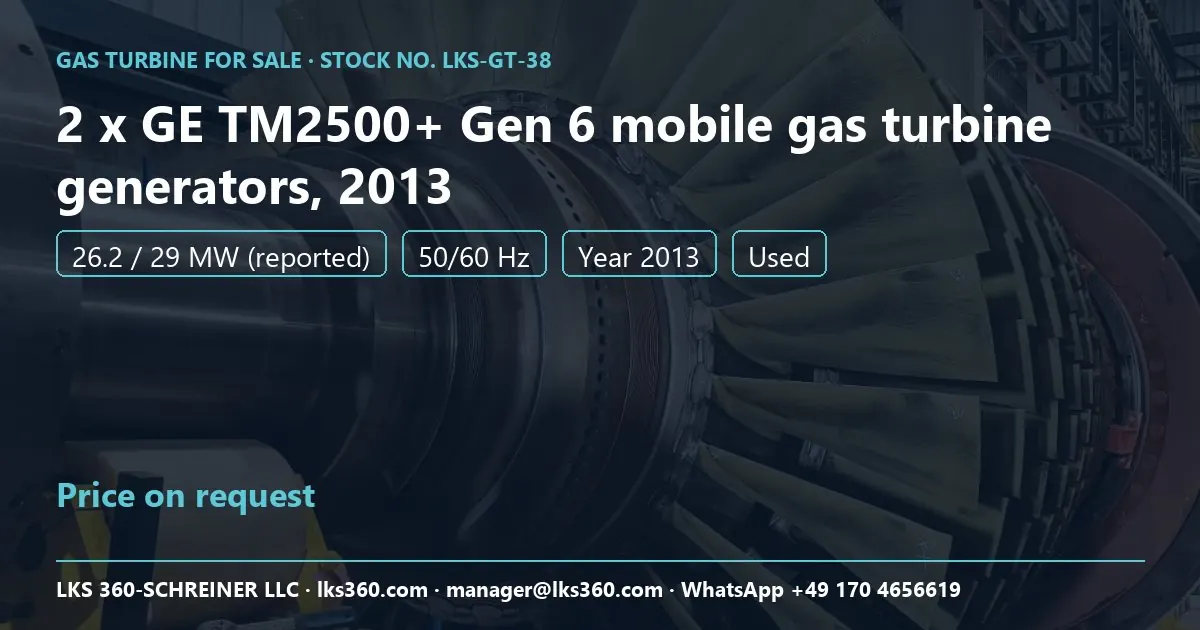 GAS TURBINE FOR SALE · STOCK NO. LKS-GT-38
2 x GE TM2500+ Gen 6 mobile gas turbine
generators, 2013
26.2 / 29 MW (reported) 50/60 Hz Year 2013 Used
Price on request
LKS 360-SCHREINER LLC · lks360.com · manager@lks360.com · WhatsApp +49 170 4656619